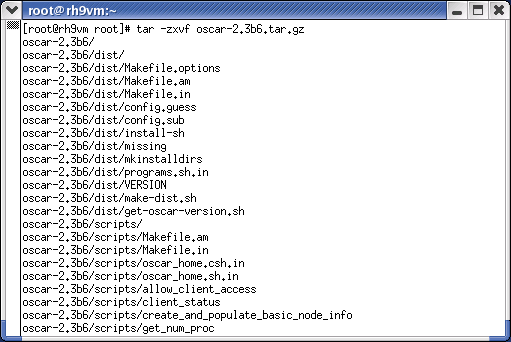 root@rh9vm:~
[root@rh9vm root]# tar -zxvf oscar-2.3b6.tar.gz
oscar-2.3b6/
oscar-2.3b6/dist/
oscar-2.3b6/dist/Makefile.options
oscar-2.3b6/dist/Makefile.am
oscar-2.3b6/dist/Makefile.in
oscar-2.3b6/dist/config.guess
oscar-2.3b6/dist/config.sub
oscar-2.3b6/dist/install-sh
oscar-2.3b6/dist/missing
oscar-2.3b6/dist/mkinstalldirs
oscar-2.3b6/dist/programs.sh.in
oscar-2.3b6/dist/VERSION
oscar-2.3b6/dist/make-dist.sh
oscar-2.3b6/dist/get-oscar-version.sh
oscar-2.3b6/scripts/
oscar-2.3b6/scripts/Makefile.am
oscar-2.3b6/scripts/Makefile.in
oscar-2.3b6/scripts/oscar_home.csh.in
oscar-2.3b6/scripts/oscar_home.sh.in
oscar-2.3b6/scripts/allow_client_access
oscar-2.3b6/scripts/client_status
oscar-2.3b6/scripts/create_and_populate_basic_node_info
oscar-2.3b6/scripts/get_num_proc